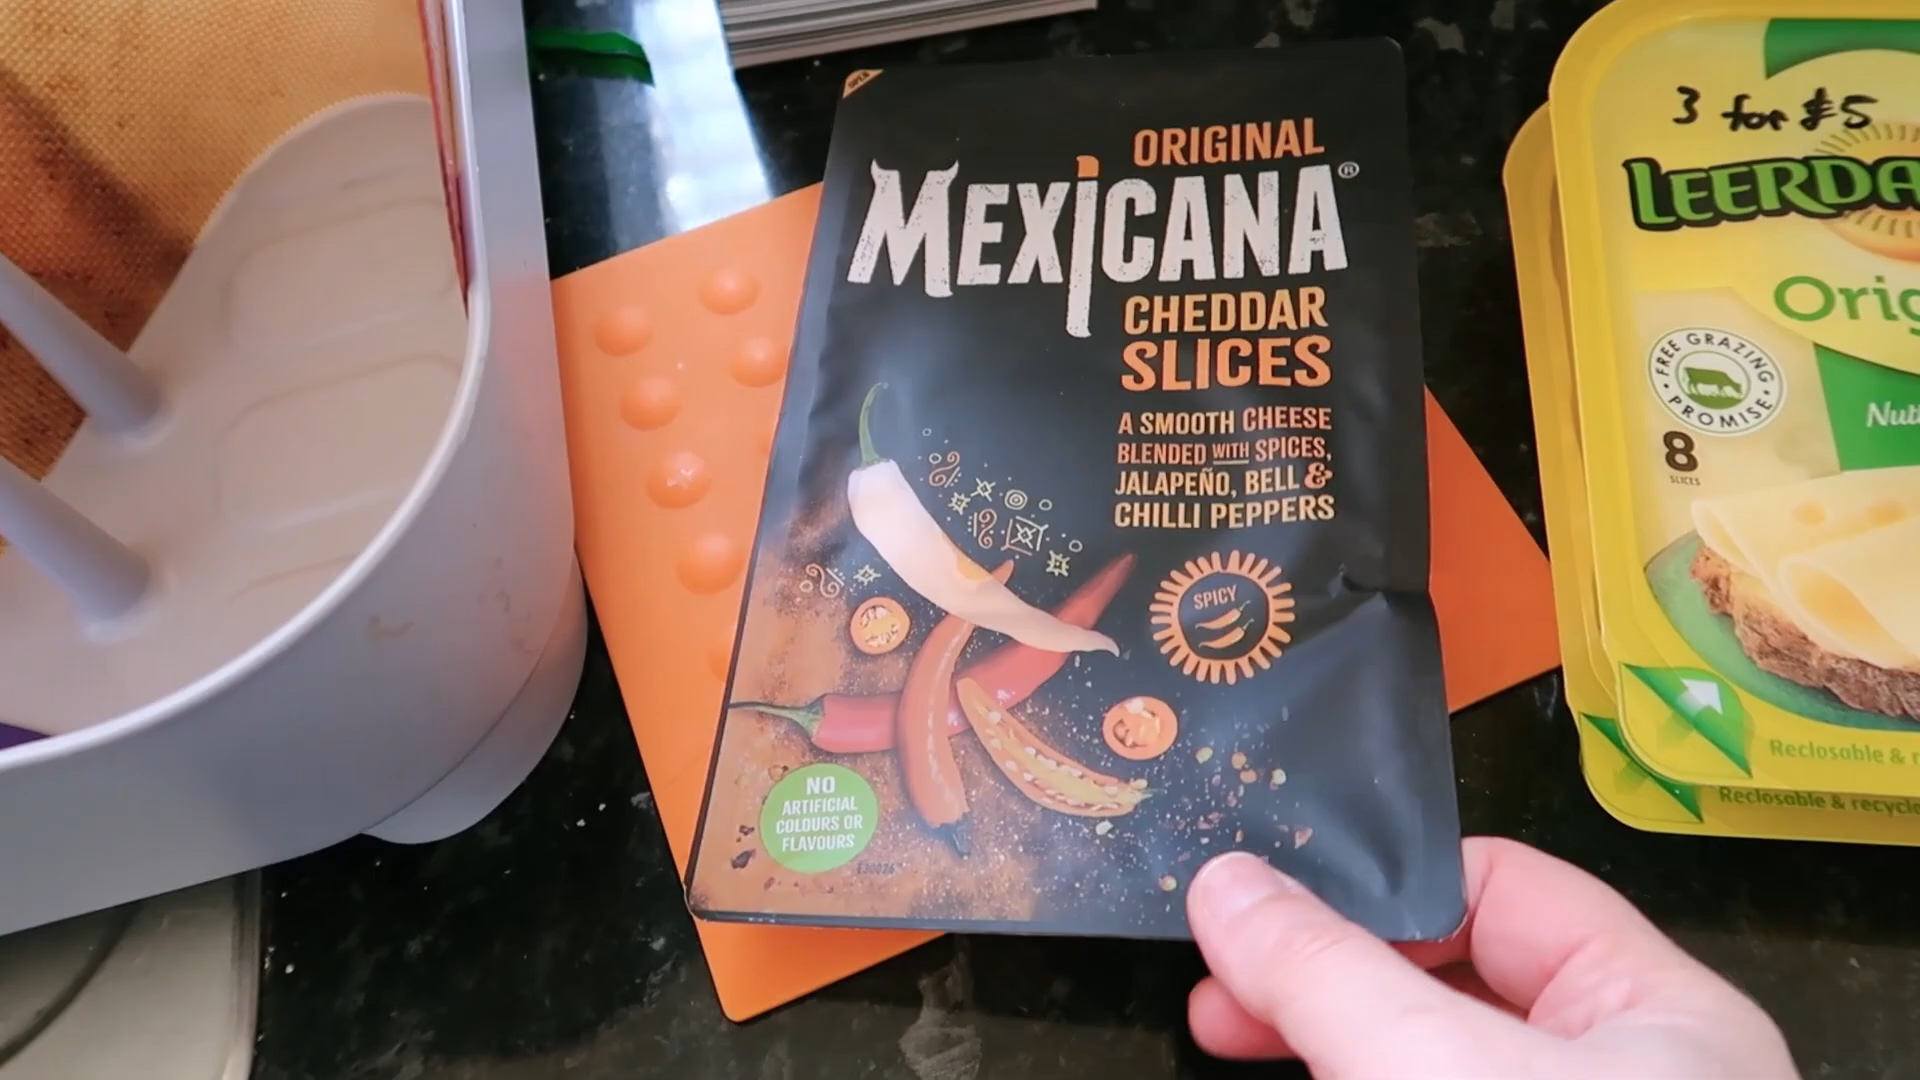 ORIGINAL
MEXICANA®
CHEDDAR
SLICES
A SMOOTH CHEESE
BLENDED WITH SPICES,
JALAPEÑO, BELL &
CHILLI PEPPERS
SPICY
NO
ARTIFICIAL
COLOURS OR
FLAVOURS
3 for £5
LEERDA
Orig
FREE GRAZING
PROMISE
8
SLICES
Nut
Reclosable & r
Reclosable & recycla